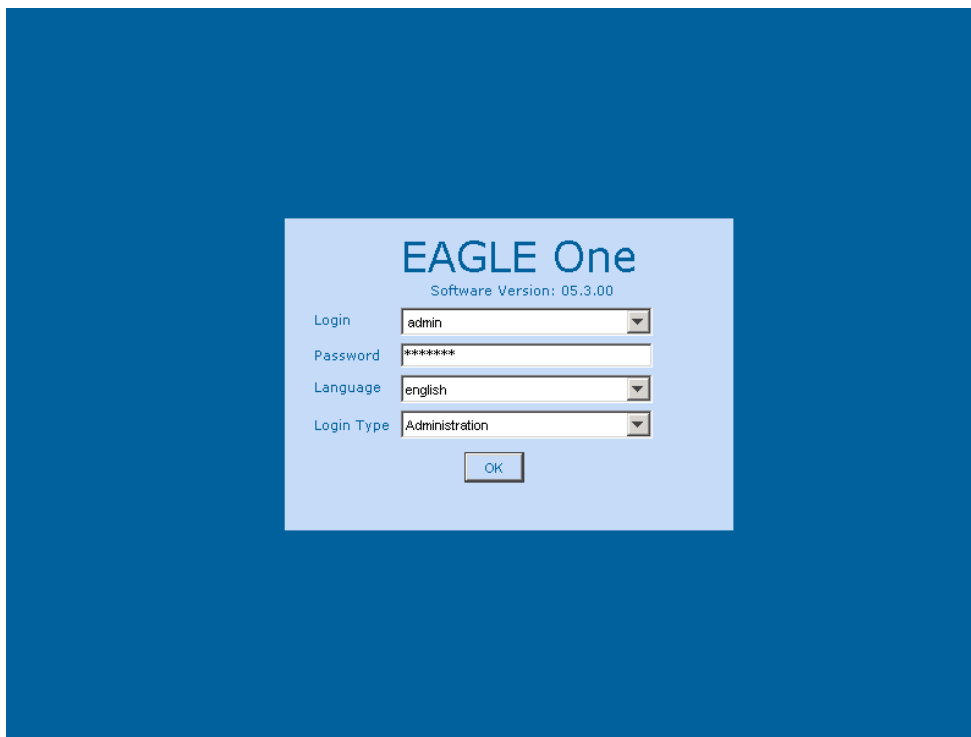 EAGLE One
Software Version: 05.3.00
Login admin
Password *******
Language english
Login Type Administration
OK